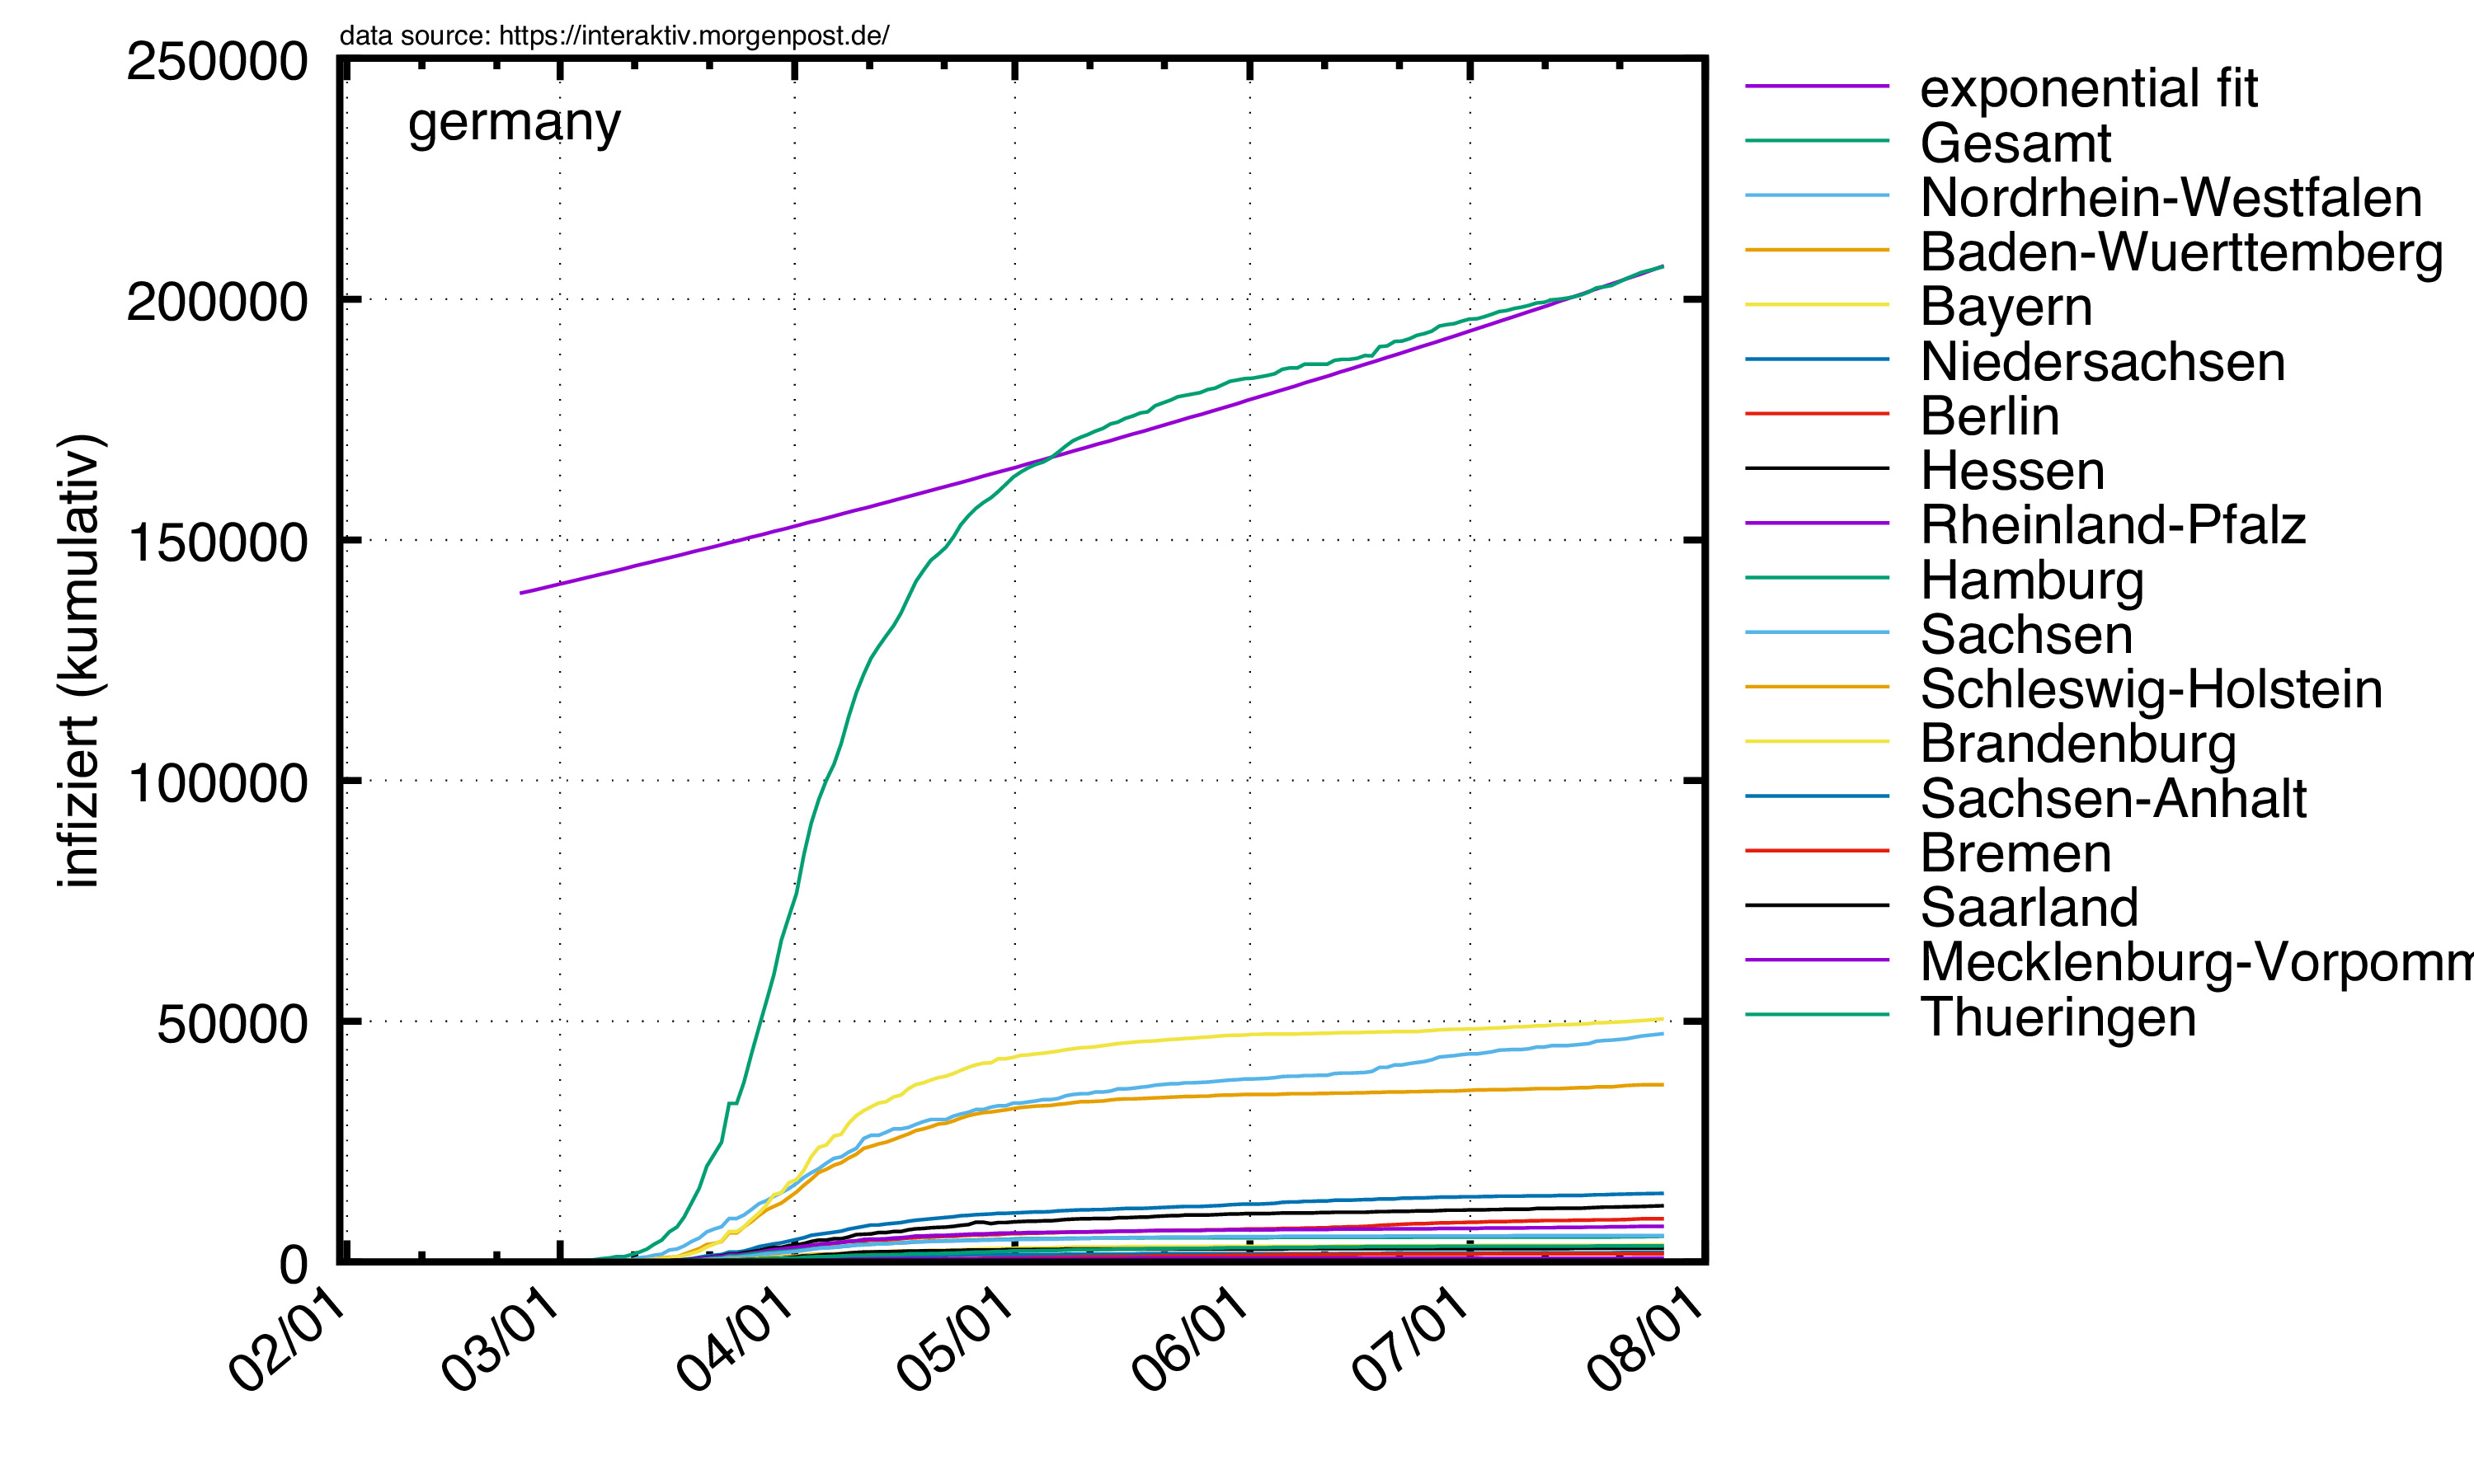 data source: https://interaktiv.morgenpost.de/
germany
infiziert (kumulativ)
250000
200000
150000
100000
50000
0
02/01
03/01
04/01
05/01
06/01
07/01
08/01
exponential fit
Gesamt
Nordrhein-Westfalen
Baden-Wuerttemberg
Bayern
Niedersachsen
Berlin
Hessen
Rheinland-Pfalz
Hamburg
Sachsen
Schleswig-Holstein
Brandenburg
Sachsen-Anhalt
Bremen
Saarland
Mecklenburg-Vorpomm
Thueringen